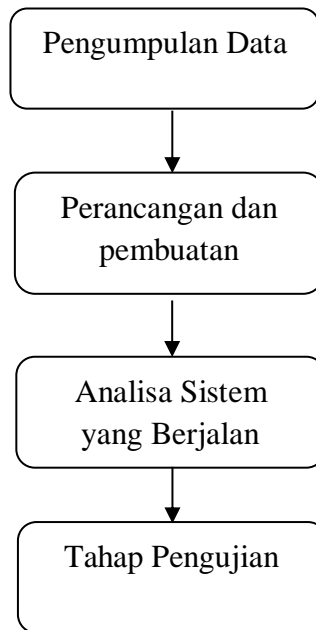 Pengumpulan Data
Perancangan dan
pembuatan
Analisa Sistem
yang Berjalan
Tahap Pengujian